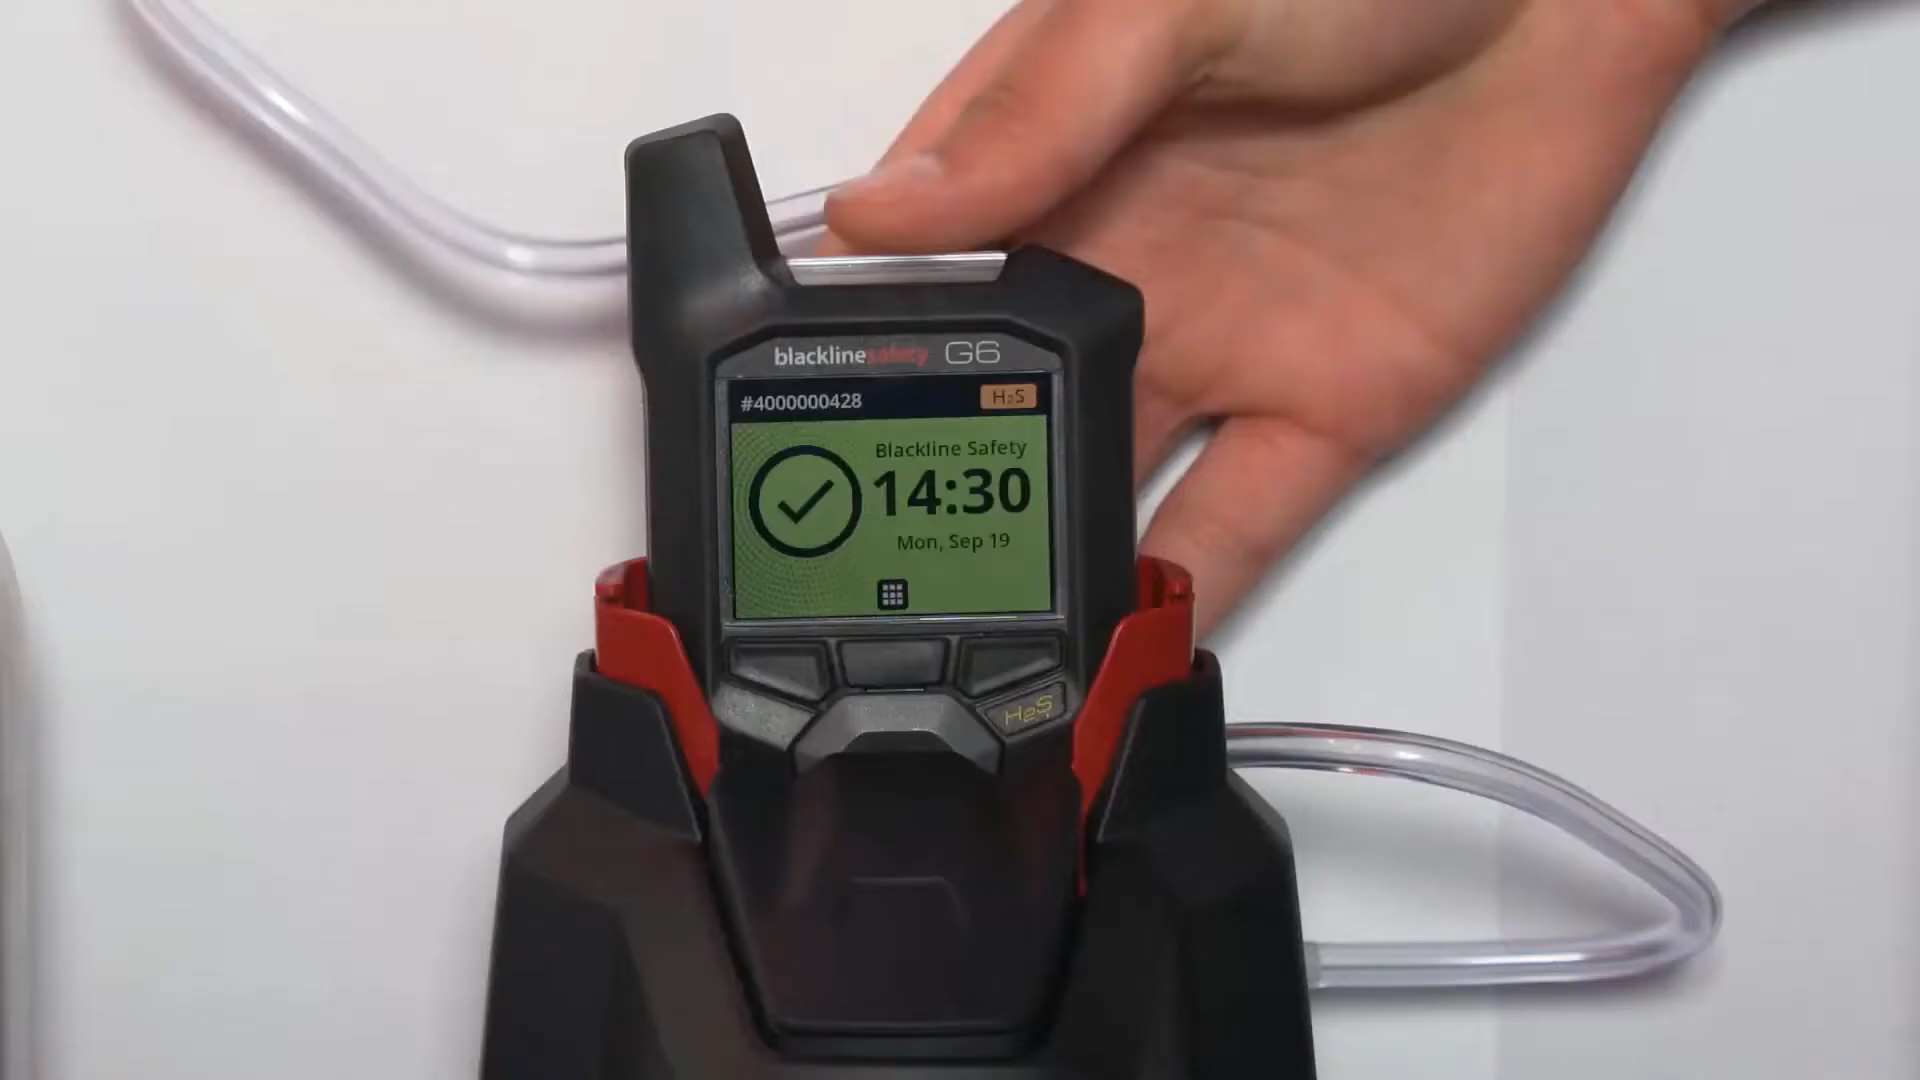 blacklinesafety G6
#4000000428 H₂S
Blackline Safety
14:30
Mon, Sep 19
H2S